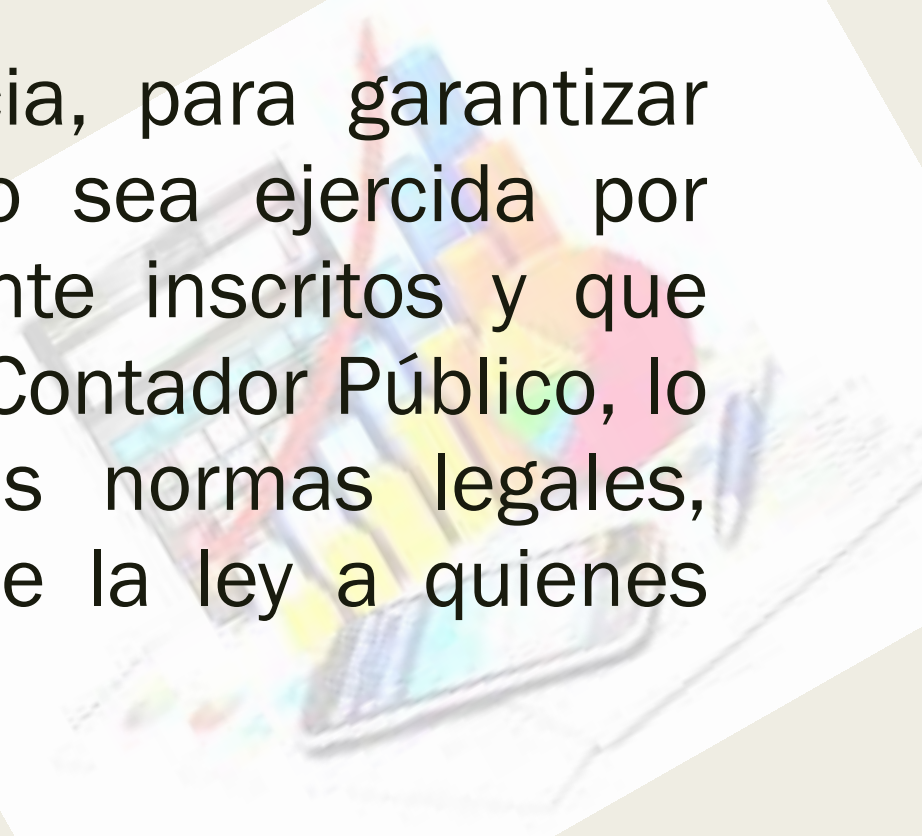 cia, para garantizar
o sea ejercida por
nte inscritos y que
Contador Público, lo
s normas legales,
e la ley a quienes